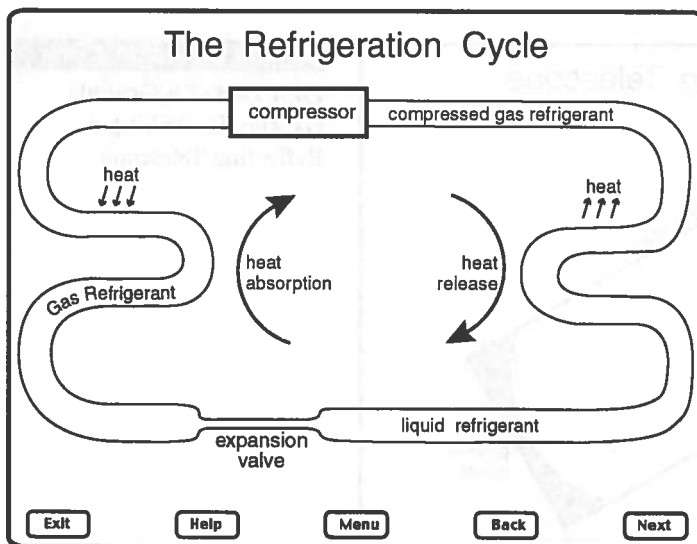 The Refrigeration Cycle
compressor
compressed gas refrigerant
heat
heat
heat
absorption
heat
release
Gas Refrigerant
liquid refrigerant
expansion
valve
Exit
Help
Menu
Back
Next